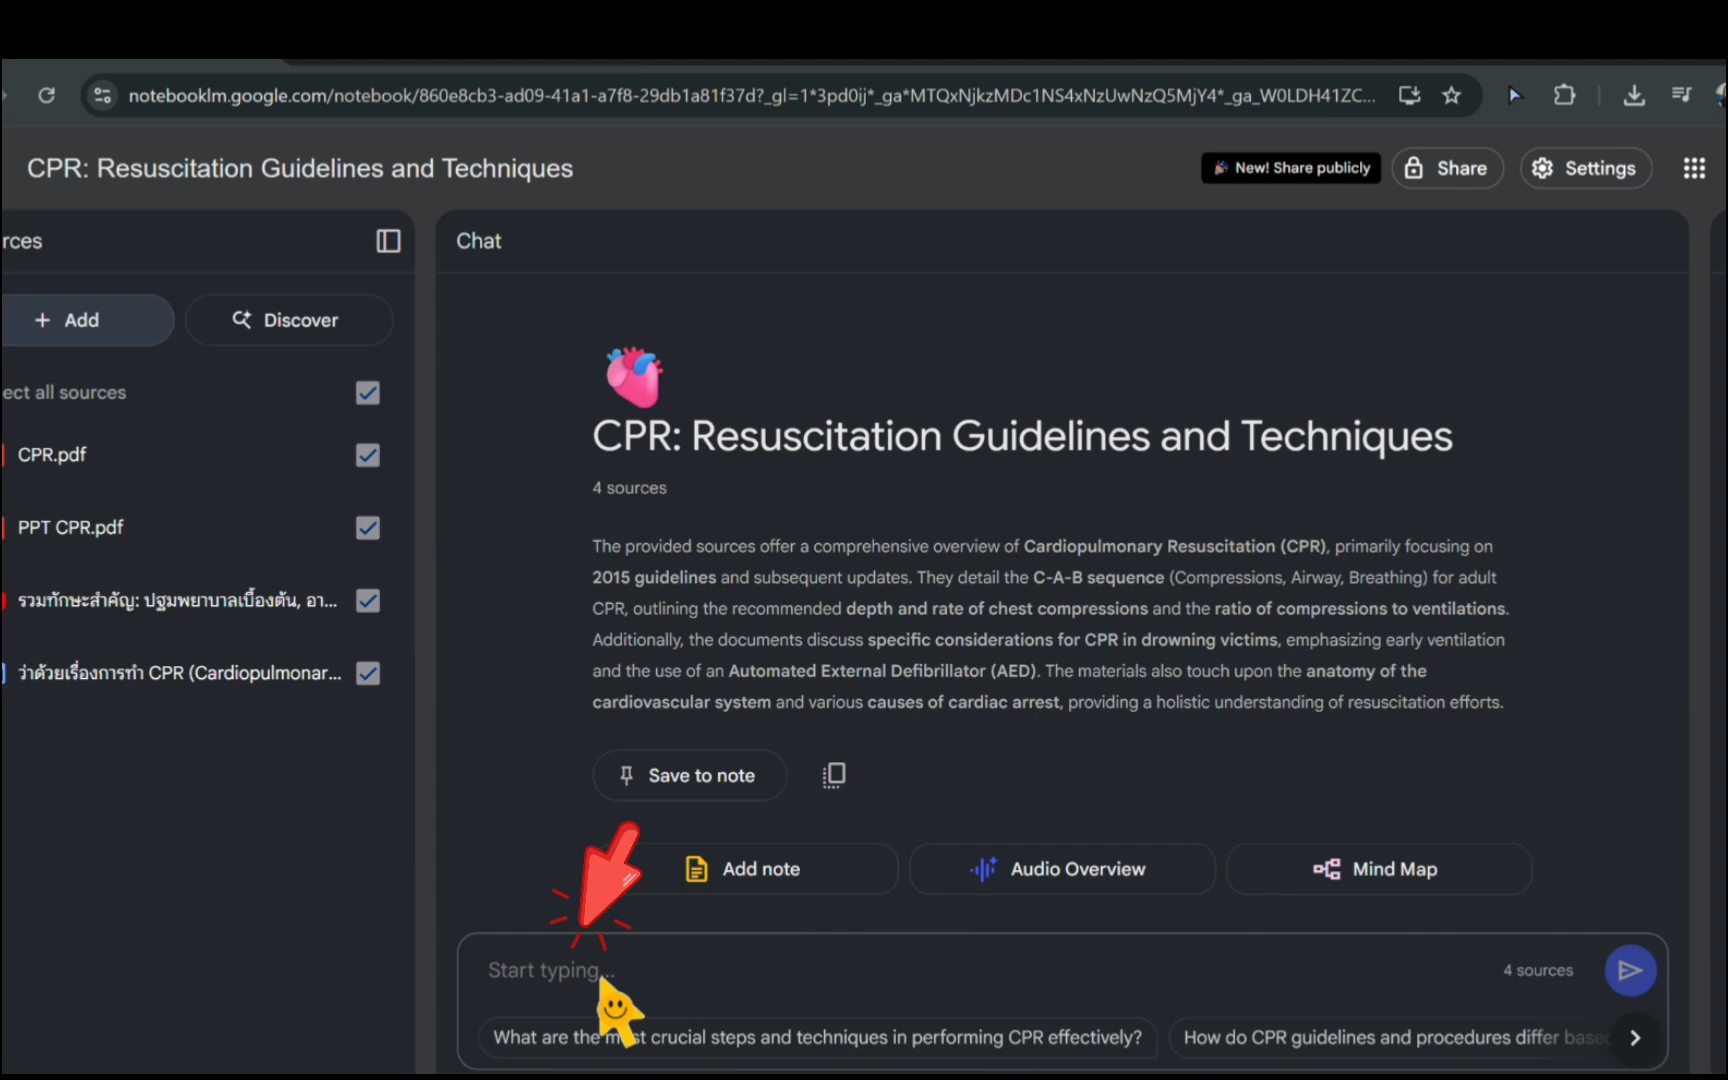 notebooklm.google.com/notebook/860e8cb3-ad09-41a1-a7f8-29db1a81f37d?_gl=1*3pd0ij*_ga*MTQxNjkzMDc1NS4xNzUwNzQ5MjY4*_ga_W0LDH41ZC...
CPR: Resuscitation Guidelines and Techniques
New! Share publicly
Share
Settings
rces
Chat
+ Add
Discover
ect all sources
CPR.pdf
PPT CPR.pdf
รวมทักษะสำคัญ: ปฐมพยาบาลเบื้องต้น, อา...
ว่าด้วยเรื่องการทำ CPR (Cardiopulmonar...
CPR: Resuscitation Guidelines and Techniques
4 sources
The provided sources offer a comprehensive overview of Cardiopulmonary Resuscitation (CPR), primarily focusing on
2015 guidelines and subsequent updates. They detail the C-A-B sequence (Compressions, Airway, Breathing) for adult
CPR, outlining the recommended depth and rate of chest compressions and the ratio of compressions to ventilations.
Additionally, the documents discuss specific considerations for CPR in drowning victims, emphasizing early ventilation
and the use of an Automated External Defibrillator (AED). The materials also touch upon the anatomy of the
cardiovascular system and various causes of cardiac arrest, providing a holistic understanding of resuscitation efforts.
Save to note
Add note
Audio Overview
Mind Map
Start typing...
4 sources
What are the most crucial steps and techniques in performing CPR effectively?
How do CPR guidelines and procedures differ base